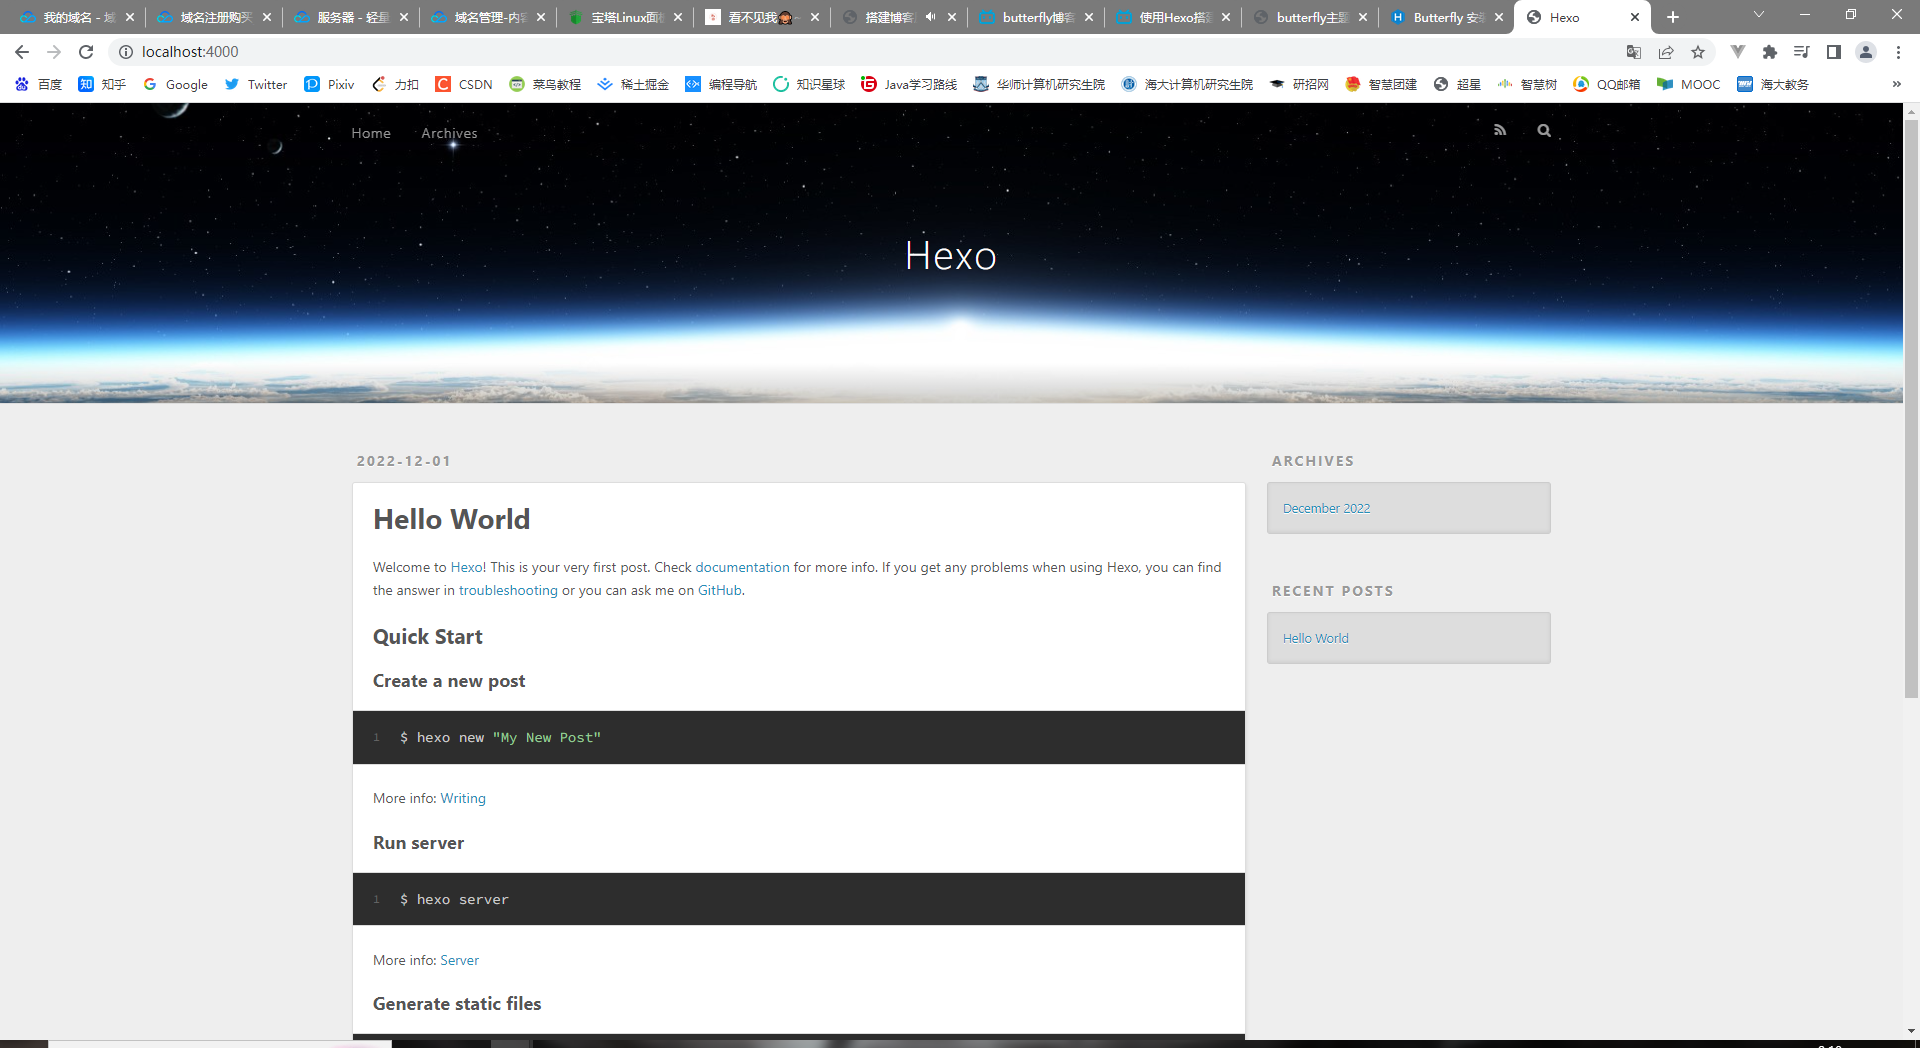 我的域名 - 域
域名注册购买
服务器 - 轻量
域名管理-内容
宝塔Linux面板
看不见我
搭建博客
butterfly博客
使用Hexo搭建
butterfly主题
Butterfly 安装
Hexo
localhost:4000
百度 知乎 Google Twitter Pixiv 力扣 CSDN 菜鸟教程 稀土掘金 编程导航 知识星球 Java学习路线 华师计算机研究生院 海大计算机研究生院 研招网 智慧团建 超星 智慧树 QQ邮箱 MOOC 海大教务 »
Home Archives
Hexo
2022-12-01
Hello World
Welcome to Hexo! This is your very first post. Check documentation for more info. If you get any problems when using Hexo, you can find
the answer in troubleshooting or you can ask me on GitHub.
Quick Start
Create a new post
1 $ hexo new "My New Post"
More info: Writing
Run server
1 $ hexo server
More info: Server
Generate static files
ARCHIVES
December 2022
RECENT POSTS
Hello World